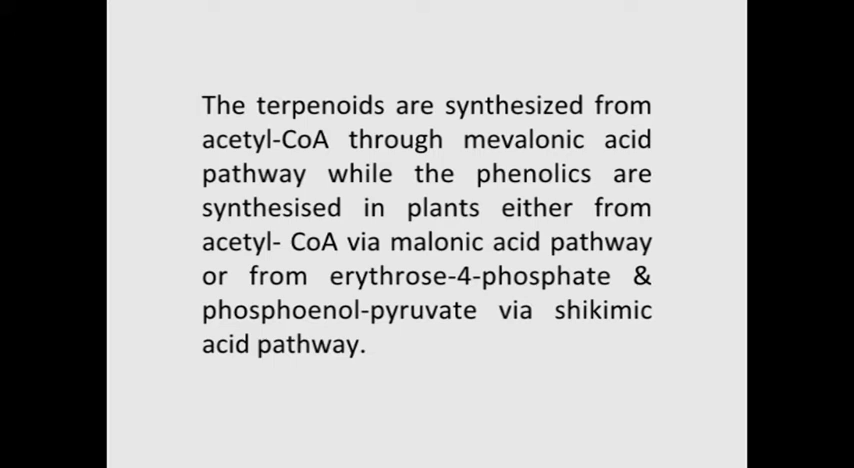 The terpenoids are synthesized from
acetyl-CoA through mevalonic acid
pathway while the phenolics are
synthesised in plants either from
acetyl- CoA via malonic acid pathway
or from erythrose-4-phosphate &
phosphoenol-pyruvate via shikimic
acid pathway.